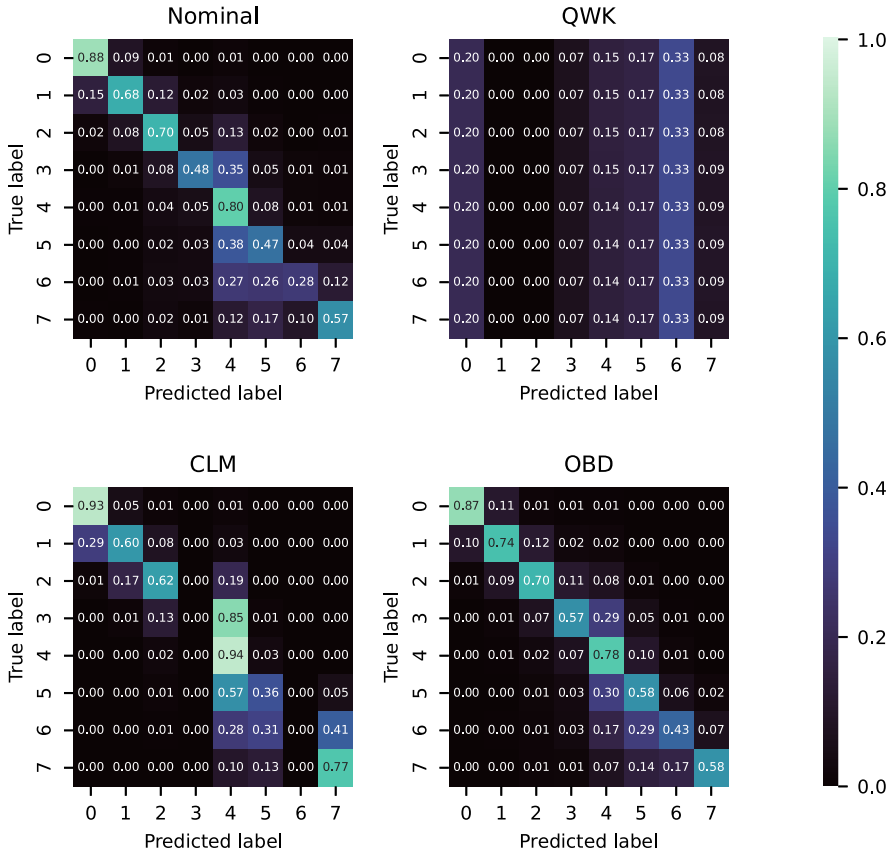 Nominal
0 0.88 0.09 0.01 0.00 0.01 0.00 0.00 0.00
1 0.15 0.68 0.12 0.02 0.03 0.00 0.00 0.00
2 0.02 0.08 0.70 0.05 0.13 0.02 0.00 0.01
3 0.00 0.01 0.08 0.48 0.35 0.05 0.01 0.01
4 0.00 0.01 0.04 0.05 0.80 0.08 0.01 0.01
5 0.00 0.00 0.02 0.03 0.38 0.47 0.04 0.04
6 0.00 0.01 0.03 0.03 0.27 0.26 0.28 0.12
7 0.00 0.00 0.02 0.01 0.12 0.17 0.10 0.57
0 1 2 3 4 5 6 7
True label
Predicted label
QWK
0 0.20 0.00 0.00 0.07 0.15 0.17 0.33 0.08
1 0.20 0.00 0.00 0.07 0.15 0.17 0.33 0.08
2 0.20 0.00 0.00 0.07 0.15 0.17 0.33 0.08
3 0.20 0.00 0.00 0.07 0.14 0.17 0.33 0.09
4 0.20 0.00 0.00 0.07 0.14 0.17 0.33 0.09
5 0.20 0.00 0.00 0.07 0.14 0.17 0.33 0.09
6 0.20 0.00 0.00 0.07 0.14 0.17 0.33 0.09
7 0.20 0.00 0.00 0.07 0.14 0.17 0.33 0.09
0 1 2 3 4 5 6 7
True label
Predicted label
CLM
0 0.93 0.05 0.01 0.00 0.01 0.00 0.00 0.00
1 0.29 0.60 0.08 0.00 0.03 0.00 0.00 0.00
2 0.01 0.17 0.62 0.00 0.19 0.00 0.00 0.00
3 0.00 0.01 0.13 0.00 0.85 0.01 0.00 0.00
4 0.00 0.00 0.02 0.00 0.94 0.03 0.00 0.00
5 0.00 0.00 0.01 0.00 0.57 0.36 0.00 0.05
6 0.00 0.00 0.01 0.00 0.28 0.31 0.00 0.41
7 0.00 0.00 0.00 0.00 0.10 0.13 0.00 0.77
0 1 2 3 4 5 6 7
True label
Predicted label
OBD
0 0.87 0.11 0.01 0.01 0.01 0.00 0.00 0.00
1 0.10 0.74 0.12 0.02 0.02 0.00 0.00 0.00
2 0.01 0.09 0.70 0.11 0.08 0.01 0.00 0.00
3 0.00 0.01 0.07 0.57 0.29 0.05 0.01 0.00
4 0.00 0.01 0.02 0.07 0.78 0.10 0.01 0.00
5 0.00 0.00 0.01 0.03 0.30 0.58 0.06 0.02
6 0.00 0.00 0.01 0.03 0.17 0.29 0.43 0.07
7 0.00 0.00 0.01 0.01 0.07 0.14 0.17 0.58
0 1 2 3 4 5 6 7
True label
Predicted label
1.0
0.8
0.6
0.4
0.2
0.0